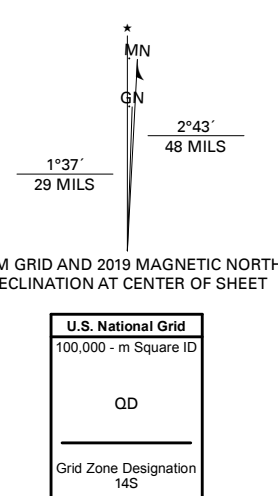 ★
MN
GN
2°43´
48 MILS
1°37´
29 MILS
M GRID AND 2019 MAGNETIC NORTH
ECLINATION AT CENTER OF SHEET
U.S. National Grid
100,000 - m Square ID
QD
Grid Zone Designation
14S